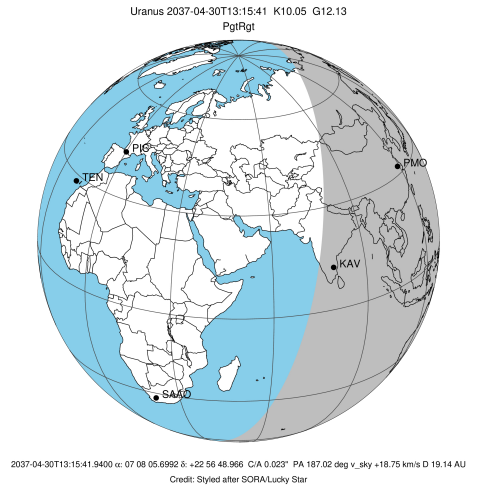 Uranus 2037-04-30T13:15:41  K10.05  G12.13
PgtRgt
PIC
PMO
TEN
KAV
SAAO
2037-04-30T13:15:41.9400 α: 07 08 05.6992 δ: +22 56 48.966  C/A 0.023"  PA 187.02 deg v_sky +18.75 km/s D 19.14 AU
Credit: Styled after SORA/Lucky Star